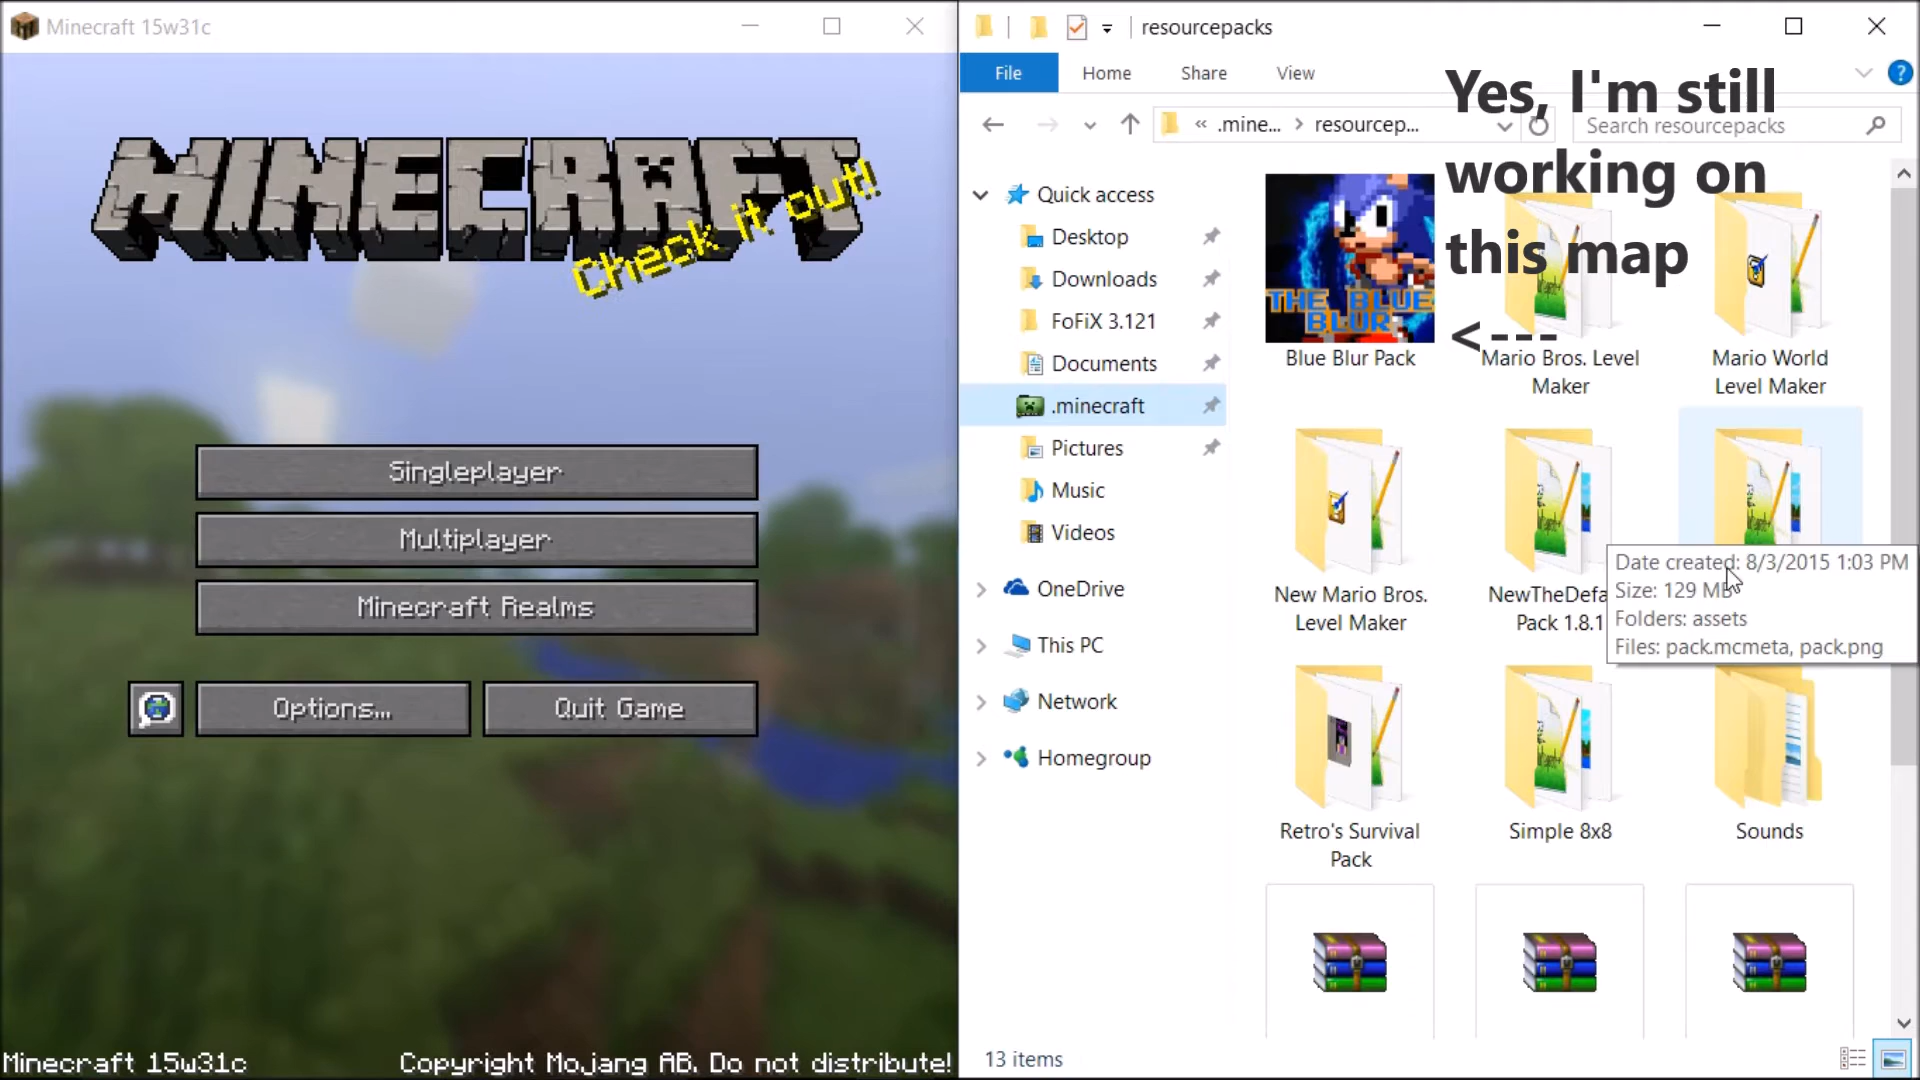 Minecraft 15w31c
MINECRAFT
Check it out!
Singleplayer
Multiplayer
Minecraft Realms
Options...
Quit Game
Minecraft 15w31c
Copyright Mojang AB. Do not distribute!
resourcepacks
File
Home
Share
View
?
« .mine... > resourcep...
Search resourcepacks
Yes, I'm still
working on
this map
<---
Quick access
Desktop
Downloads
FoFiX 3.121
Documents
.minecraft
Pictures
Music
Videos
OneDrive
This PC
Network
Homegroup
THE BLUE
BLUR
Blue Blur Pack
Mario Bros. Level
Maker
Mario World
Level Maker
New Mario Bros.
Level Maker
NewTheDefa
Pack 1.8.1
Date created: 8/3/2015 1:03 PM
Size: 129 MB
Folders: assets
Files: pack.mcmeta, pack.png
Retro's Survival
Pack
Simple 8x8
Sounds
13 items